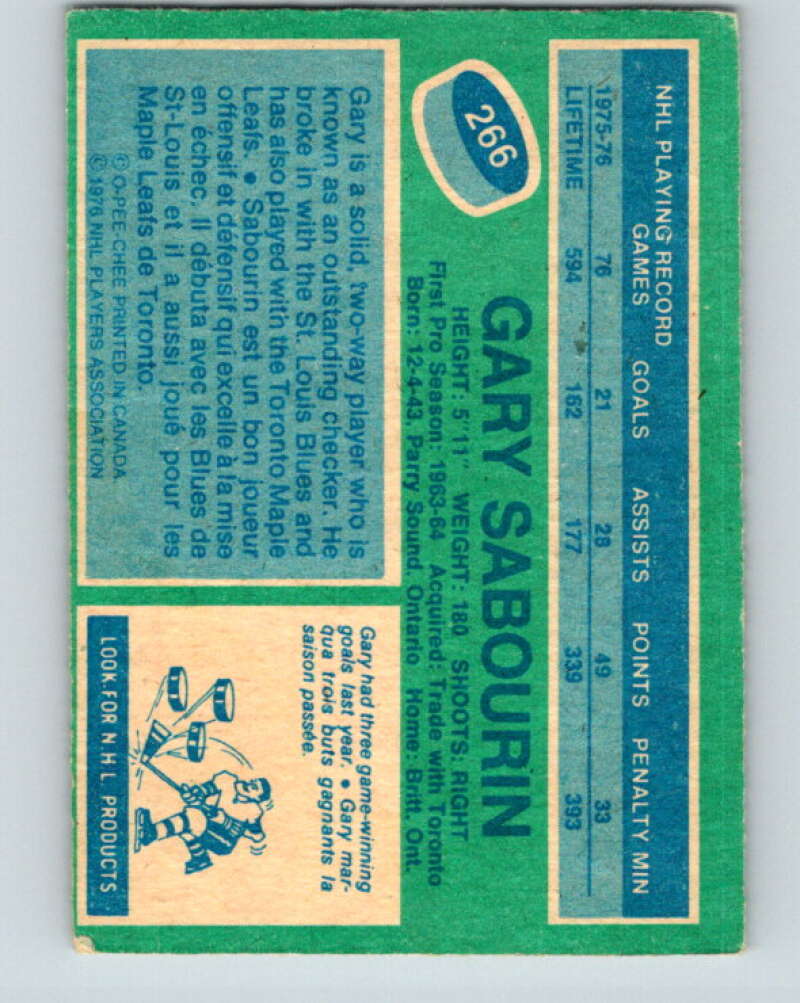 NHL PLAYING RECORD
GAMES GOALS ASSISTS POINTS PENALTY MIN
1975-76 76 21 28 49 33
LIFETIME 594 162 177 339 393
266
GARY SABOURIN
HEIGHT: 5'11" WEIGHT: 180 SHOOTS: RIGHT
First Pro Season: 1963-64 Acquired: Trade with Toronto
Born: 12-4-43, Parry Sound, Ontario Home: Britt, Ont.
Gary is a solid, two-way player who is
known as an outstanding checker. He
broke in with the St. Louis Blues and
has also played with the Toronto Maple
Leafs. • Sabourin est un bon joueur
offensif et défensif qui excelle à la mise
en échec. Il débuta avec les Blues de
St-Louis et il a aussi joué pour les
Maple Leafs de Toronto.
© O-PEE-CHEE PRINTED IN CANADA
© 1976 NHL PLAYERS ASSOCIATION
Gary had three game-winning
goals last year. • Gary mar-
qua trois buts gagnants la
saison passée.
LOOK-FOR N H L PRODUCTS